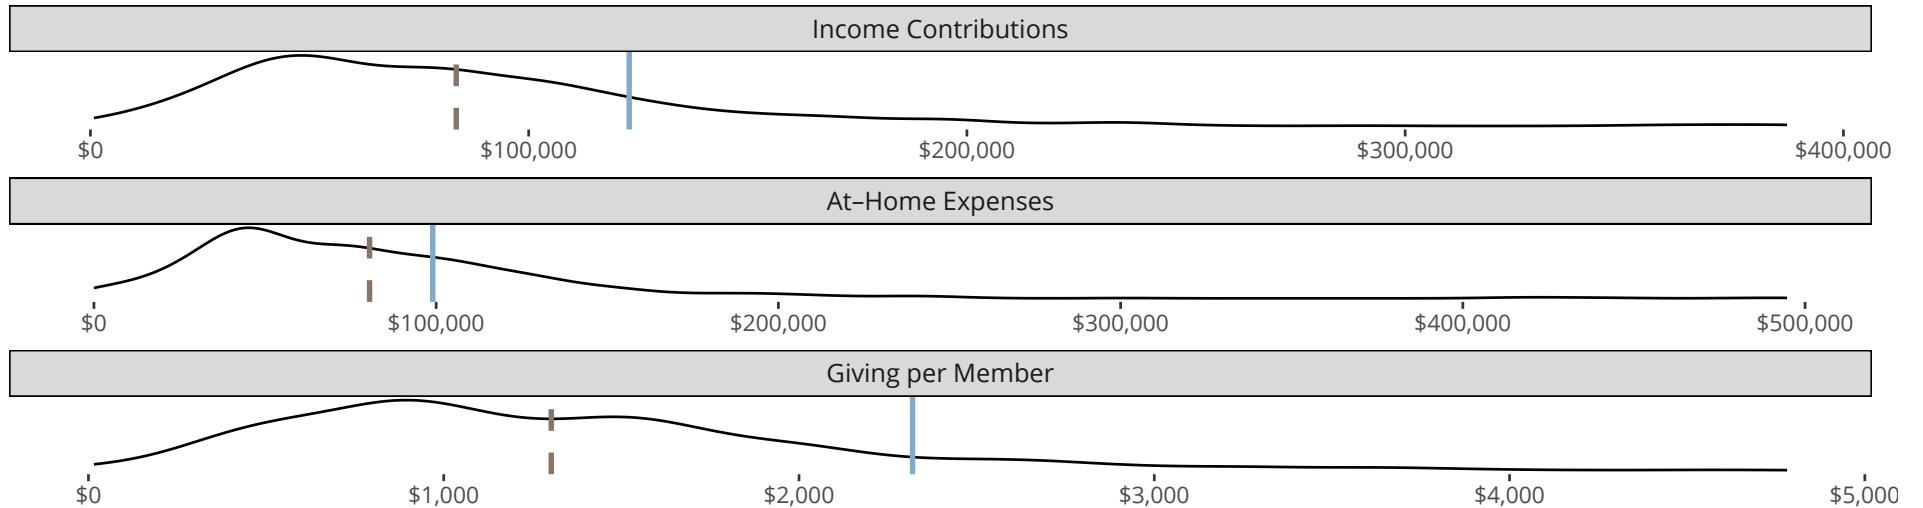 Income Contributions
$0 $100,000 $200,000 $300,000 $400,000
At–Home Expenses
$0 $100,000 $200,000 $300,000 $400,000 $500,000
Giving per Member
$0 $1,000 $2,000 $3,000 $4,000 $5,000